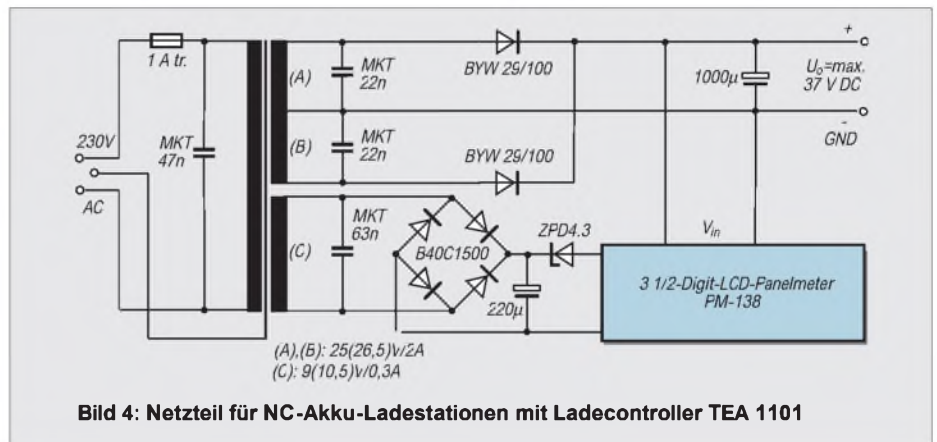 1 A tr.
230V
AC
MKT
47n
(A)
MKT
22n
(B)
MKT
22n
(C)
MKT
63n
BYW 29/100
BYW 29/100
B40C1500
ZPD4.3
220µ
1000µ
+
Uo=max.
37 V DC
-
GND
Vin
3 1/2-Digit-LCD-Panelmeter
PM-138
(A),(B): 25(26,5)V/2A
(C): 9(10,5)V/0,3A
Bild 4: Netzteil für NC-Akku-Ladestationen mit Ladecontroller TEA 1101